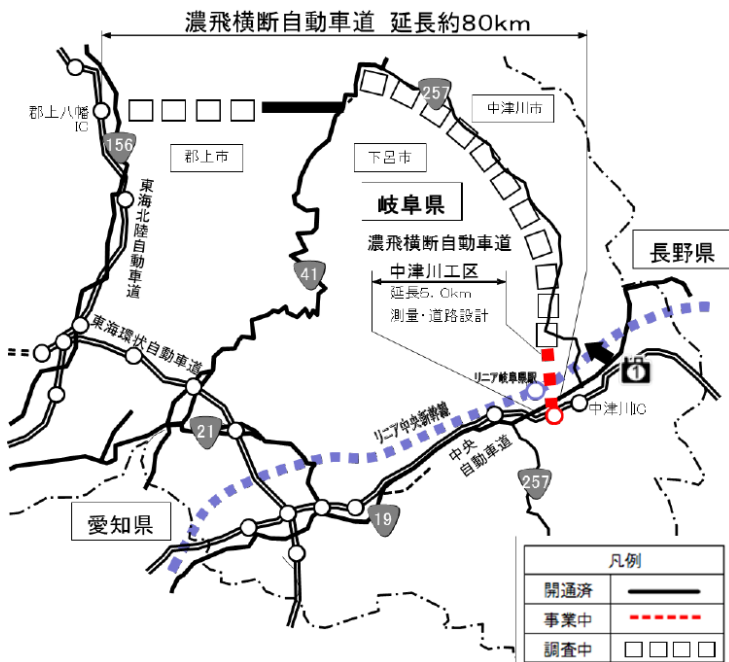 濃飛横断自動車道 延長約80km
郡上八幡
IC
156
郡上市
257
中津川市
下呂市
岐阜県
東海北陸自動車道
濃飛横断自動車道
中津川工区
延長5.0km
測量・道路設計
長野県
41
東海環状自動車道
リニア岐阜県駅
1
リニア中央新幹線
中津川IC
21
中央
自動車道
257
愛知県
19
凡例
開通済
事業中
調査中